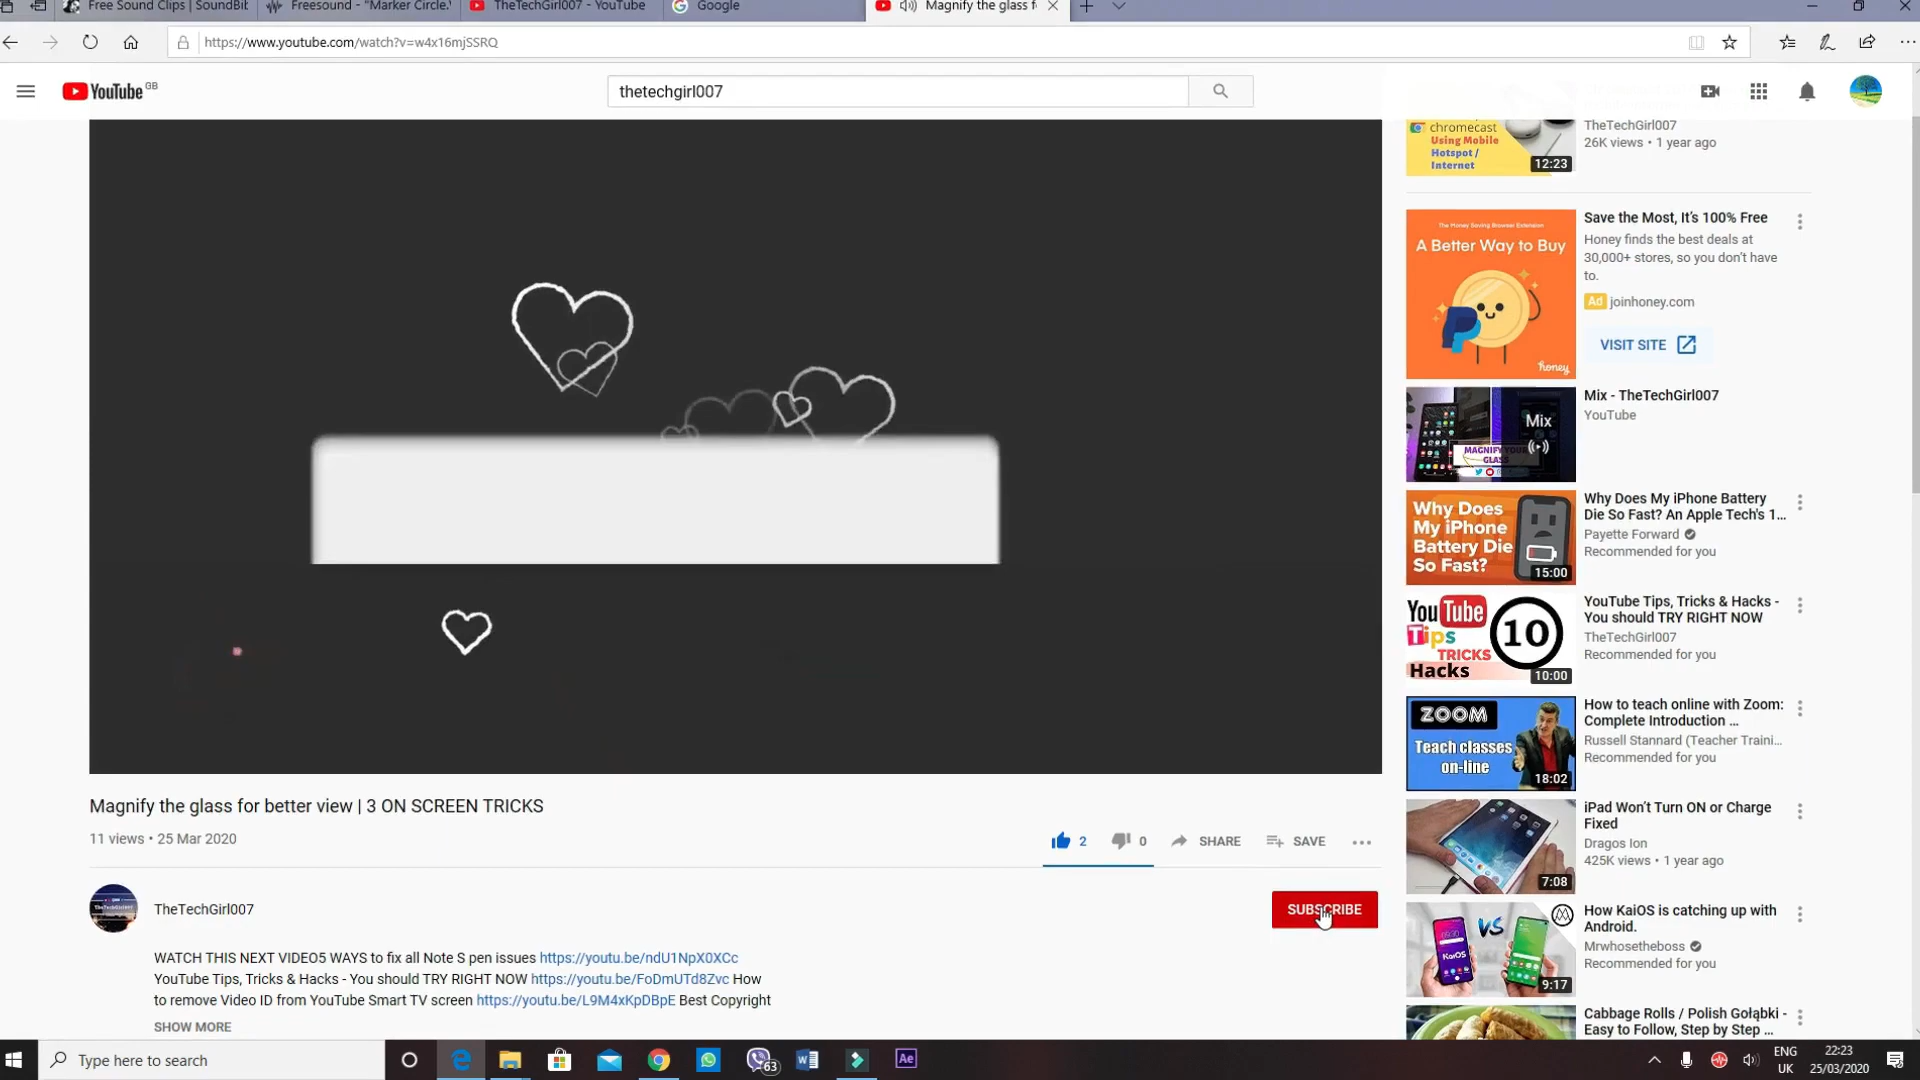 Free Sound Clips | SoundBit
Freesound - "Marker Circle.
TheTechGirl007 - YouTube
Google
Magnify the glass f
https://www.youtube.com/watch?v=w4x16mjSSRQ
YouTube GB
thetechgirl007
chromecast
Using Mobile
Hotspot /
Internet
12:23
TheTechGirl007
26K views • 1 year ago
The Money Saving Browser Extension
A Better Way to Buy
honey
Save the Most, It's 100% Free
Honey finds the best deals at
30,000+ stores, so you don't have
to.
Ad joinhoney.com
VISIT SITE
MAGNIFY YOUR
GLASS
Mix
Mix - TheTechGirl007
YouTube
Why Does
My iPhone
Battery Die
So Fast?
15:00
Why Does My iPhone Battery
Die So Fast? An Apple Tech's 1...
Payette Forward
Recommended for you
YouTube
Tips
TRICKS
Hacks
10
10:00
YouTube Tips, Tricks & Hacks -
You should TRY RIGHT NOW
TheTechGirl007
Recommended for you
ZOOM
Teach classes
on-line
18:02
How to teach online with Zoom:
Complete Introduction ...
Russell Stannard (Teacher Traini...
Recommended for you
7:08
iPad Won't Turn ON or Charge
Fixed
Dragos Ion
425K views • 1 year ago
VS
KaiOS
9:17
How KaiOS is catching up with
Android.
Mrwhosetheboss
Recommended for you
Cabbage Rolls / Polish Gołąbki -
Easy to Follow, Step by Step ...
Magnify the glass for better view | 3 ON SCREEN TRICKS
11 views • 25 Mar 2020
2
0
SHARE
SAVE
TheTechGirl007
SUBSCRIBE
WATCH THIS NEXT VIDEO5 WAYS to fix all Note S pen issues https://youtu.be/ndU1NpX0XCc
YouTube Tips, Tricks & Hacks - You should TRY RIGHT NOW https://youtu.be/FoDmUTd8Zvc How
to remove Video ID from YouTube Smart TV screen https://youtu.be/L9M4xKpDBpE Best Copyright
SHOW MORE
Type here to search
63
Ae
ENG
UK
22:23
25/03/2020